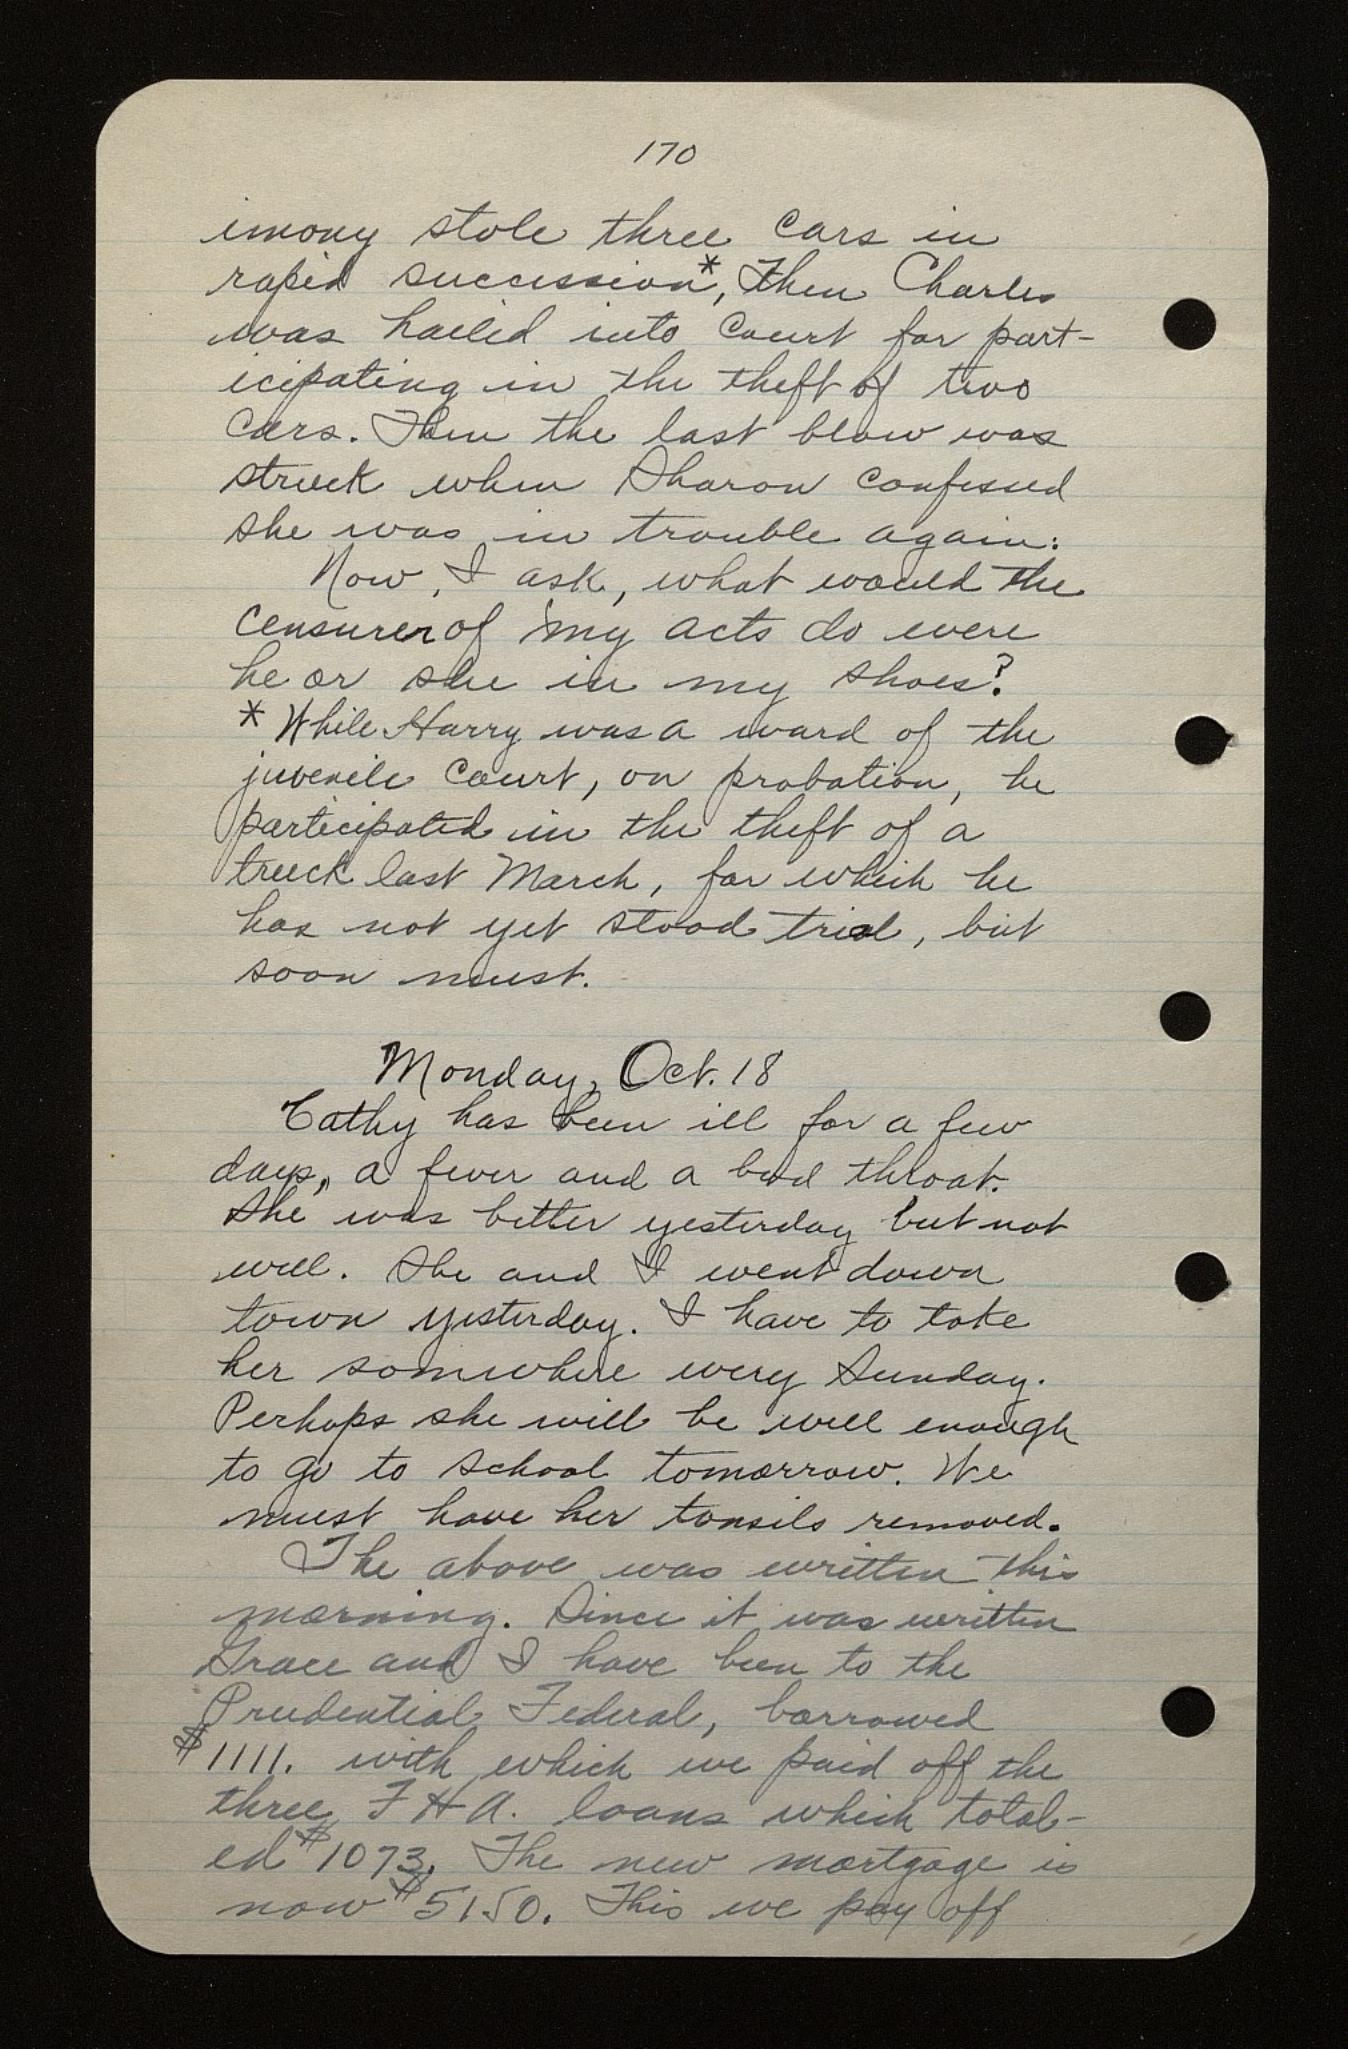 170
imony stole three cars in
rapid succession*, Then Charles
was hailed into court for part-
icipating in the theft of two
cars. Then the last blow was
struck when Sharon confessed
she was in trouble again.
Now, I ask, what would the
censurer of my acts do were
he or she in my shoes?
* While Harry was a ward of the
juvenile court, on probation, he
participated in the theft of a
truck last March, for which he
has not yet stood trial, but
soon must.
Monday, Oct. 18
Cathy has been ill for a few
days, a fever and a bad throat.
She was better yesterday but not
well. She and I went down
town yesterday. I have to take
her somwhere every Sunday.
Perhaps she will be well enough
to go to school tomorrow. We
must have her tonsils removed.
The above was written this
morning. Since it was written
Grace and I have been to the
Prudential Federal, borrowed
$1111. with which we paid off the
three F H A. loans which total-
ed $1073. The new mortgage is
now $5150. This we pay off